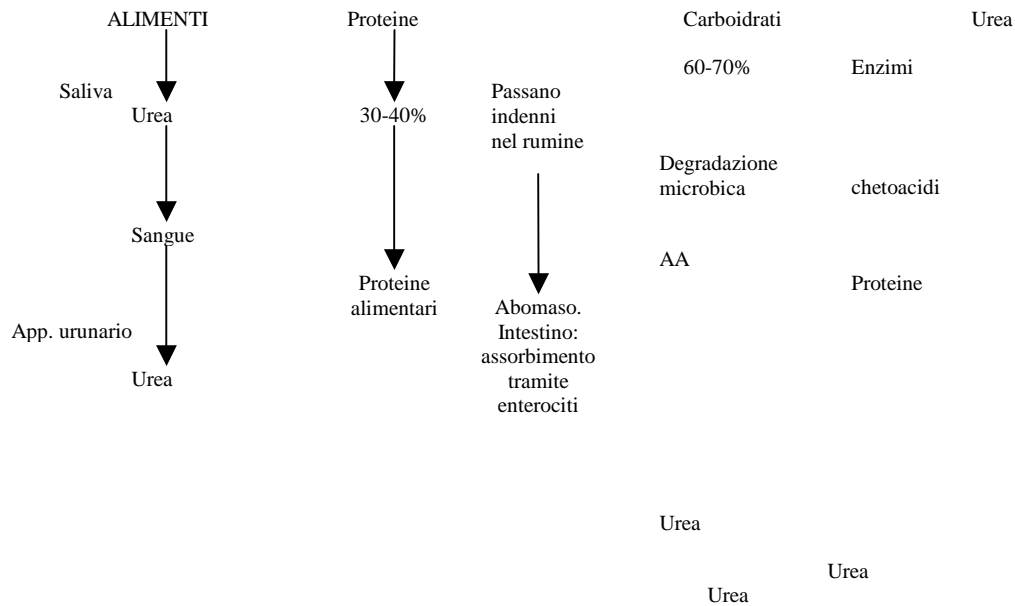 ALIMENTI Proteine Carboidrati Urea
60-70% Enzimi
Saliva
Urea
30-40%
Passano
indenni
nel rumine
Degradazione
microbica
chetoacidi
Sangue
AA
Proteine
alimentari
Proteine
Abomaso.
Intestino:
assorbimento
tramite
enterociti
App. urunario
Urea
Urea
Urea
Urea